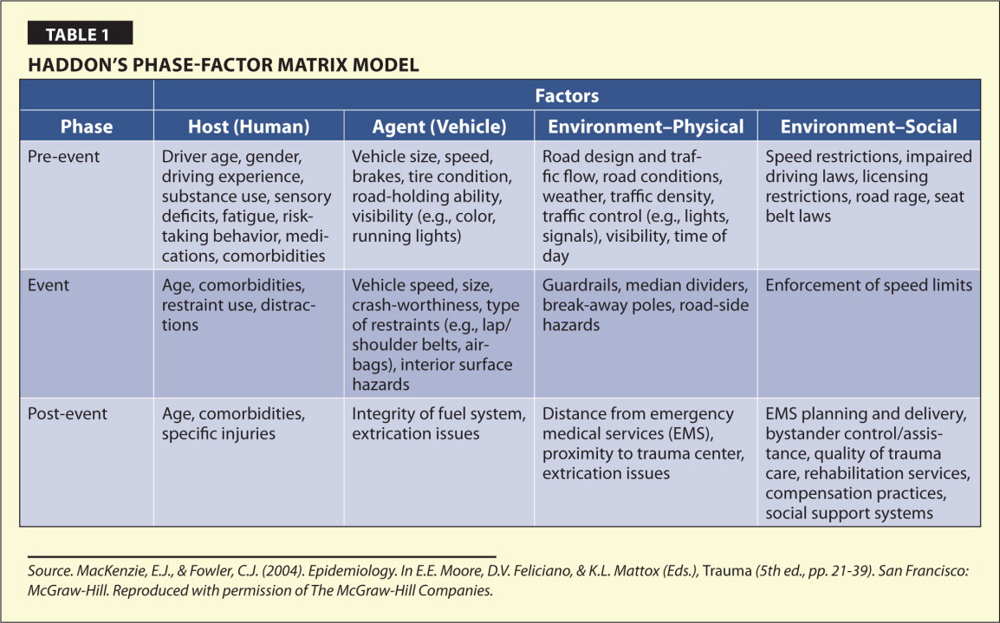 TABLE 1
HADDON'S PHASE-FACTOR MATRIX MODEL
Factors
Phase
Host (Human)
Agent (Vehicle)
Environment–Physical
Environment–Social
Pre-event
Driver age, gender,
driving experience,
substance use, sensory
deficits, fatigue, risk-
taking behavior, medi-
cations, comorbidities
Vehicle size, speed,
brakes, tire condition,
road-holding ability,
visibility (e.g., color,
running lights)
Road design and traf-
fic flow, road conditions,
weather, traffic density,
traffic control (e.g., lights,
signals), visibility, time of
day
Speed restrictions, impaired
driving laws, licensing
restrictions, road rage, seat
belt laws
Event
Age, comorbidities,
restraint use, distrac-
tions
Vehicle speed, size,
crash-worthiness, type
of restraints (e.g., lap/
shoulder belts, air-
bags), interior surface
hazards
Guardrails, median dividers,
break-away poles, road-side
hazards
Enforcement of speed limits
Post-event
Age, comorbidities,
specific injuries
Integrity of fuel system,
extrication issues
Distance from emergency
medical services (EMS),
proximity to trauma center,
extrication issues
EMS planning and delivery,
bystander control/assis-
tance, quality of trauma
care, rehabilitation services,
compensation practices,
social support systems
Source. MacKenzie, E.J., & Fowler, C.J. (2004). Epidemiology. In E.E. Moore, D.V. Feliciano, & K.L. Mattox (Eds.), Trauma (5th ed., pp. 21-39). San Francisco:
McGraw-Hill. Reproduced with permission of The McGraw-Hill Companies.